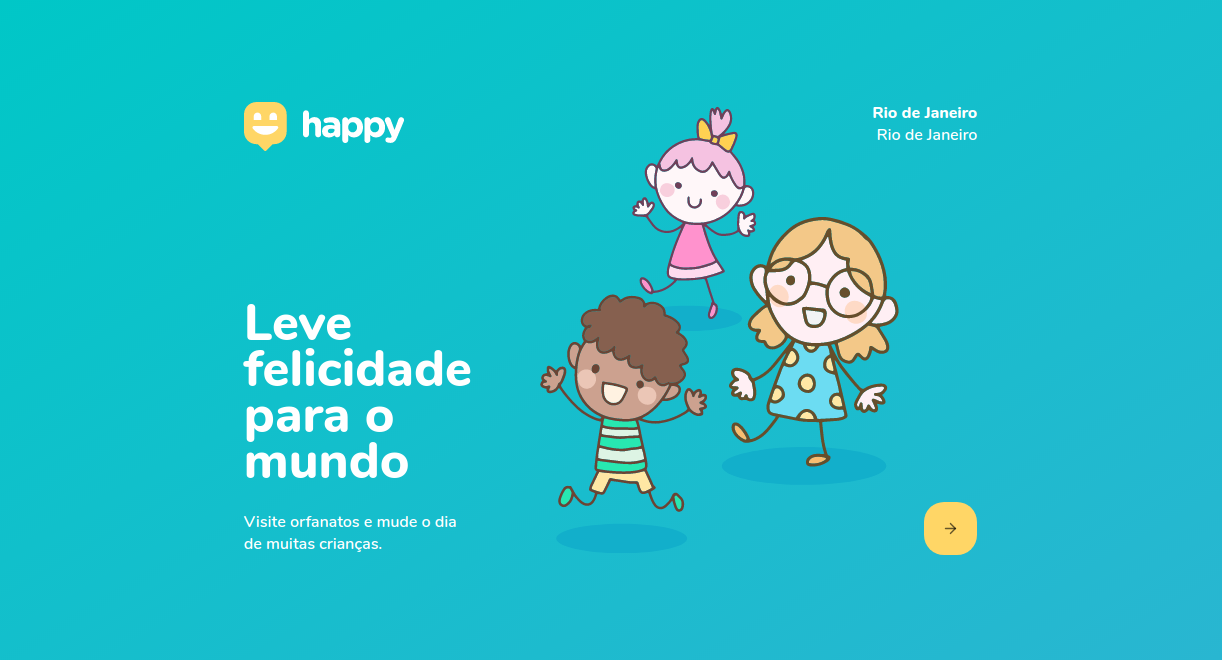 happy
Rio de Janeiro
Rio de Janeiro
Leve
felicidade
para o
mundo
Visite orfanatos e mude o dia
de muitas crianças.